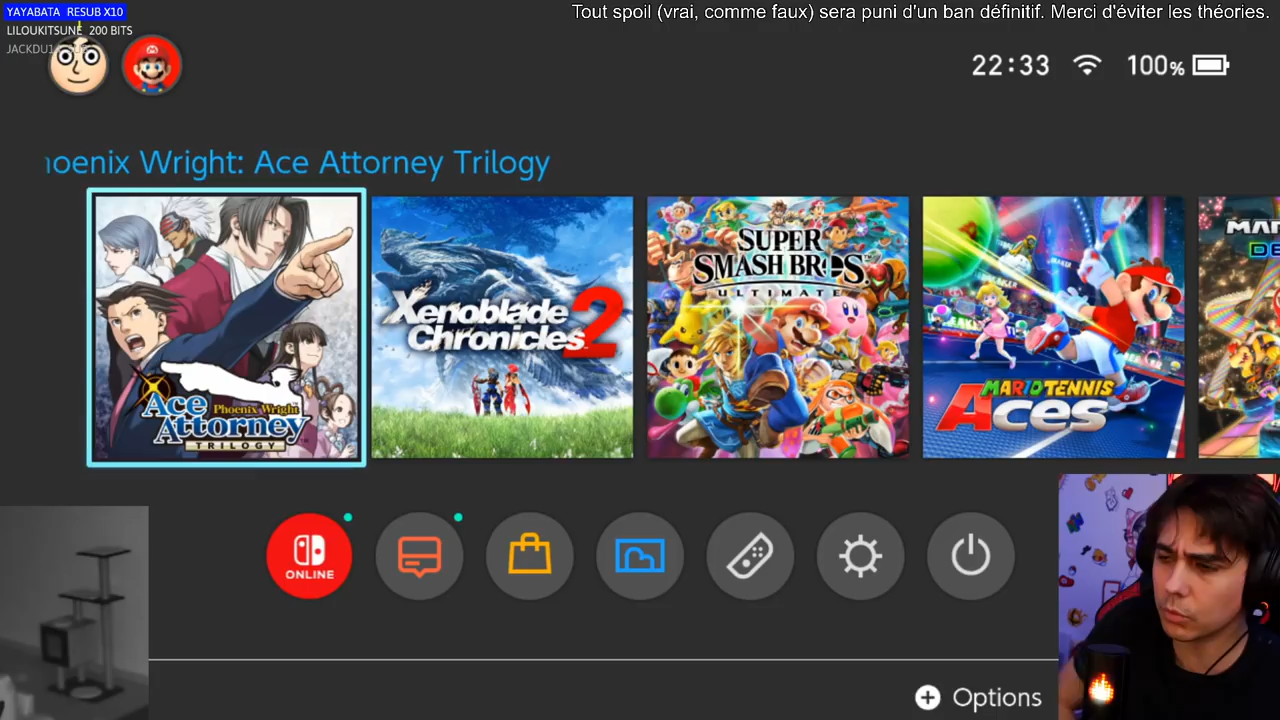 YAYABATA RESUB X10
Tout spoil (vrai, comme faux) sera puni d'un ban définitif. Merci d'éviter les théories.
LILOUKITSUNE 200 BITS
22:33
100%
hoenix Wright: Ace Attorney Trilogy
Phoenix Wright
Ace
Attorney
TRILOGY
Xenoblade
Chronicles 2
SUPER
SMASH BROS.
ULTIMATE
MARIO TENNIS
Aces
ONLINE
Options